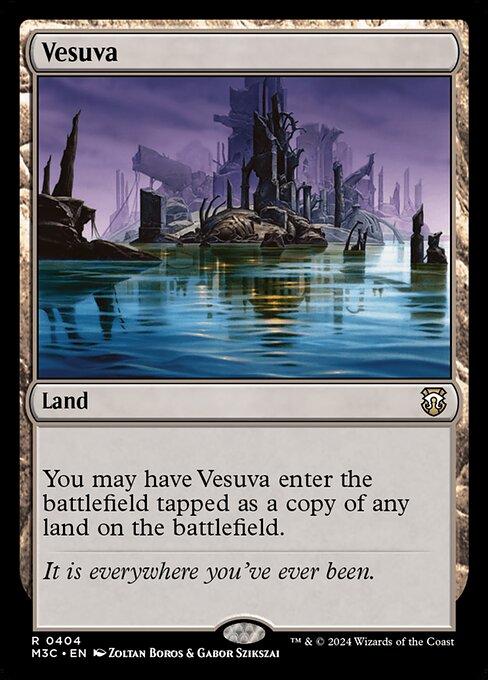 Vesuva
Land
You may have Vesuva enter the
battlefield tapped as a copy of any
land on the battlefield.
It is everywhere you've ever been.
R 0404
™ & © 2024 Wizards of the Coast
M3C • EN Zoltan Boros & Gabor Szikszai